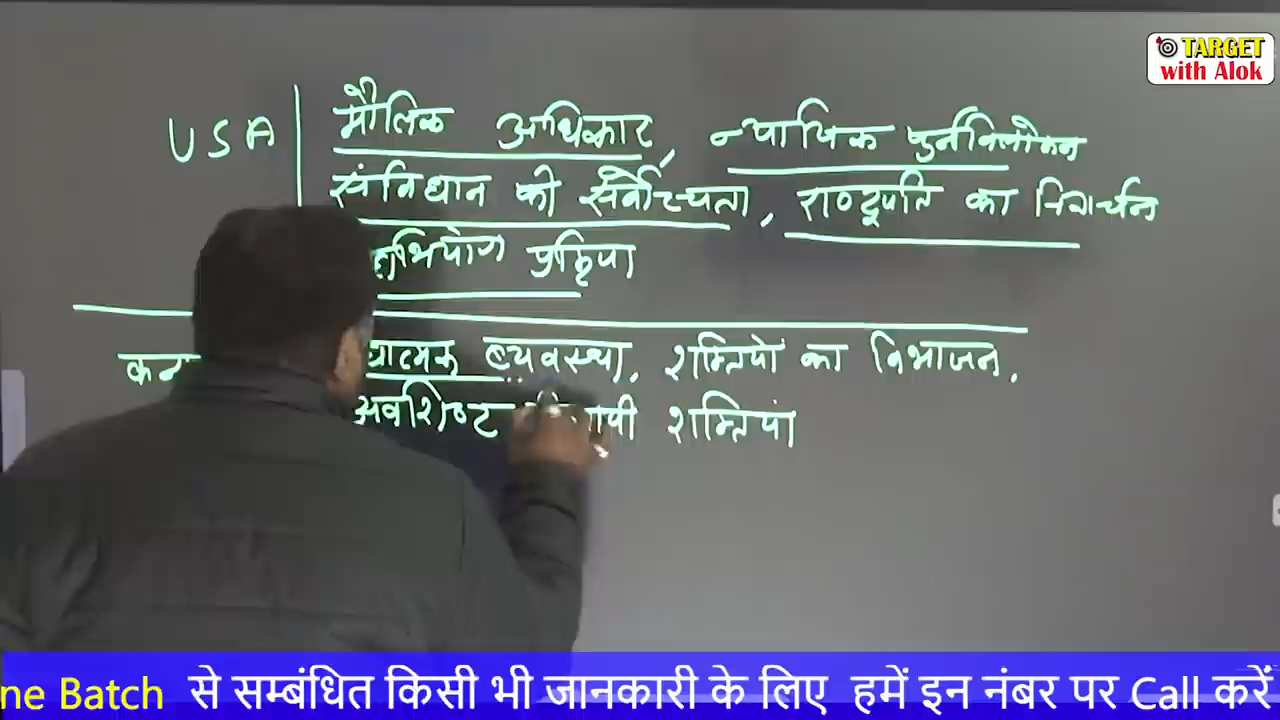 TARGET
with Alok
USA | मौलिक अधिकार, न्यायिक पुर्नविलोकन
संविधान की सर्वोच्चता, राष्ट्रपति का निर्वाचन
प्रक्रिया
व्यवस्था, शक्तियों का विभाजन.
अवशिष्ट शक्तियां
ne Batch से सम्बंधित किसी भी जानकारी के लिए हमें इन नंबर पर Call करें